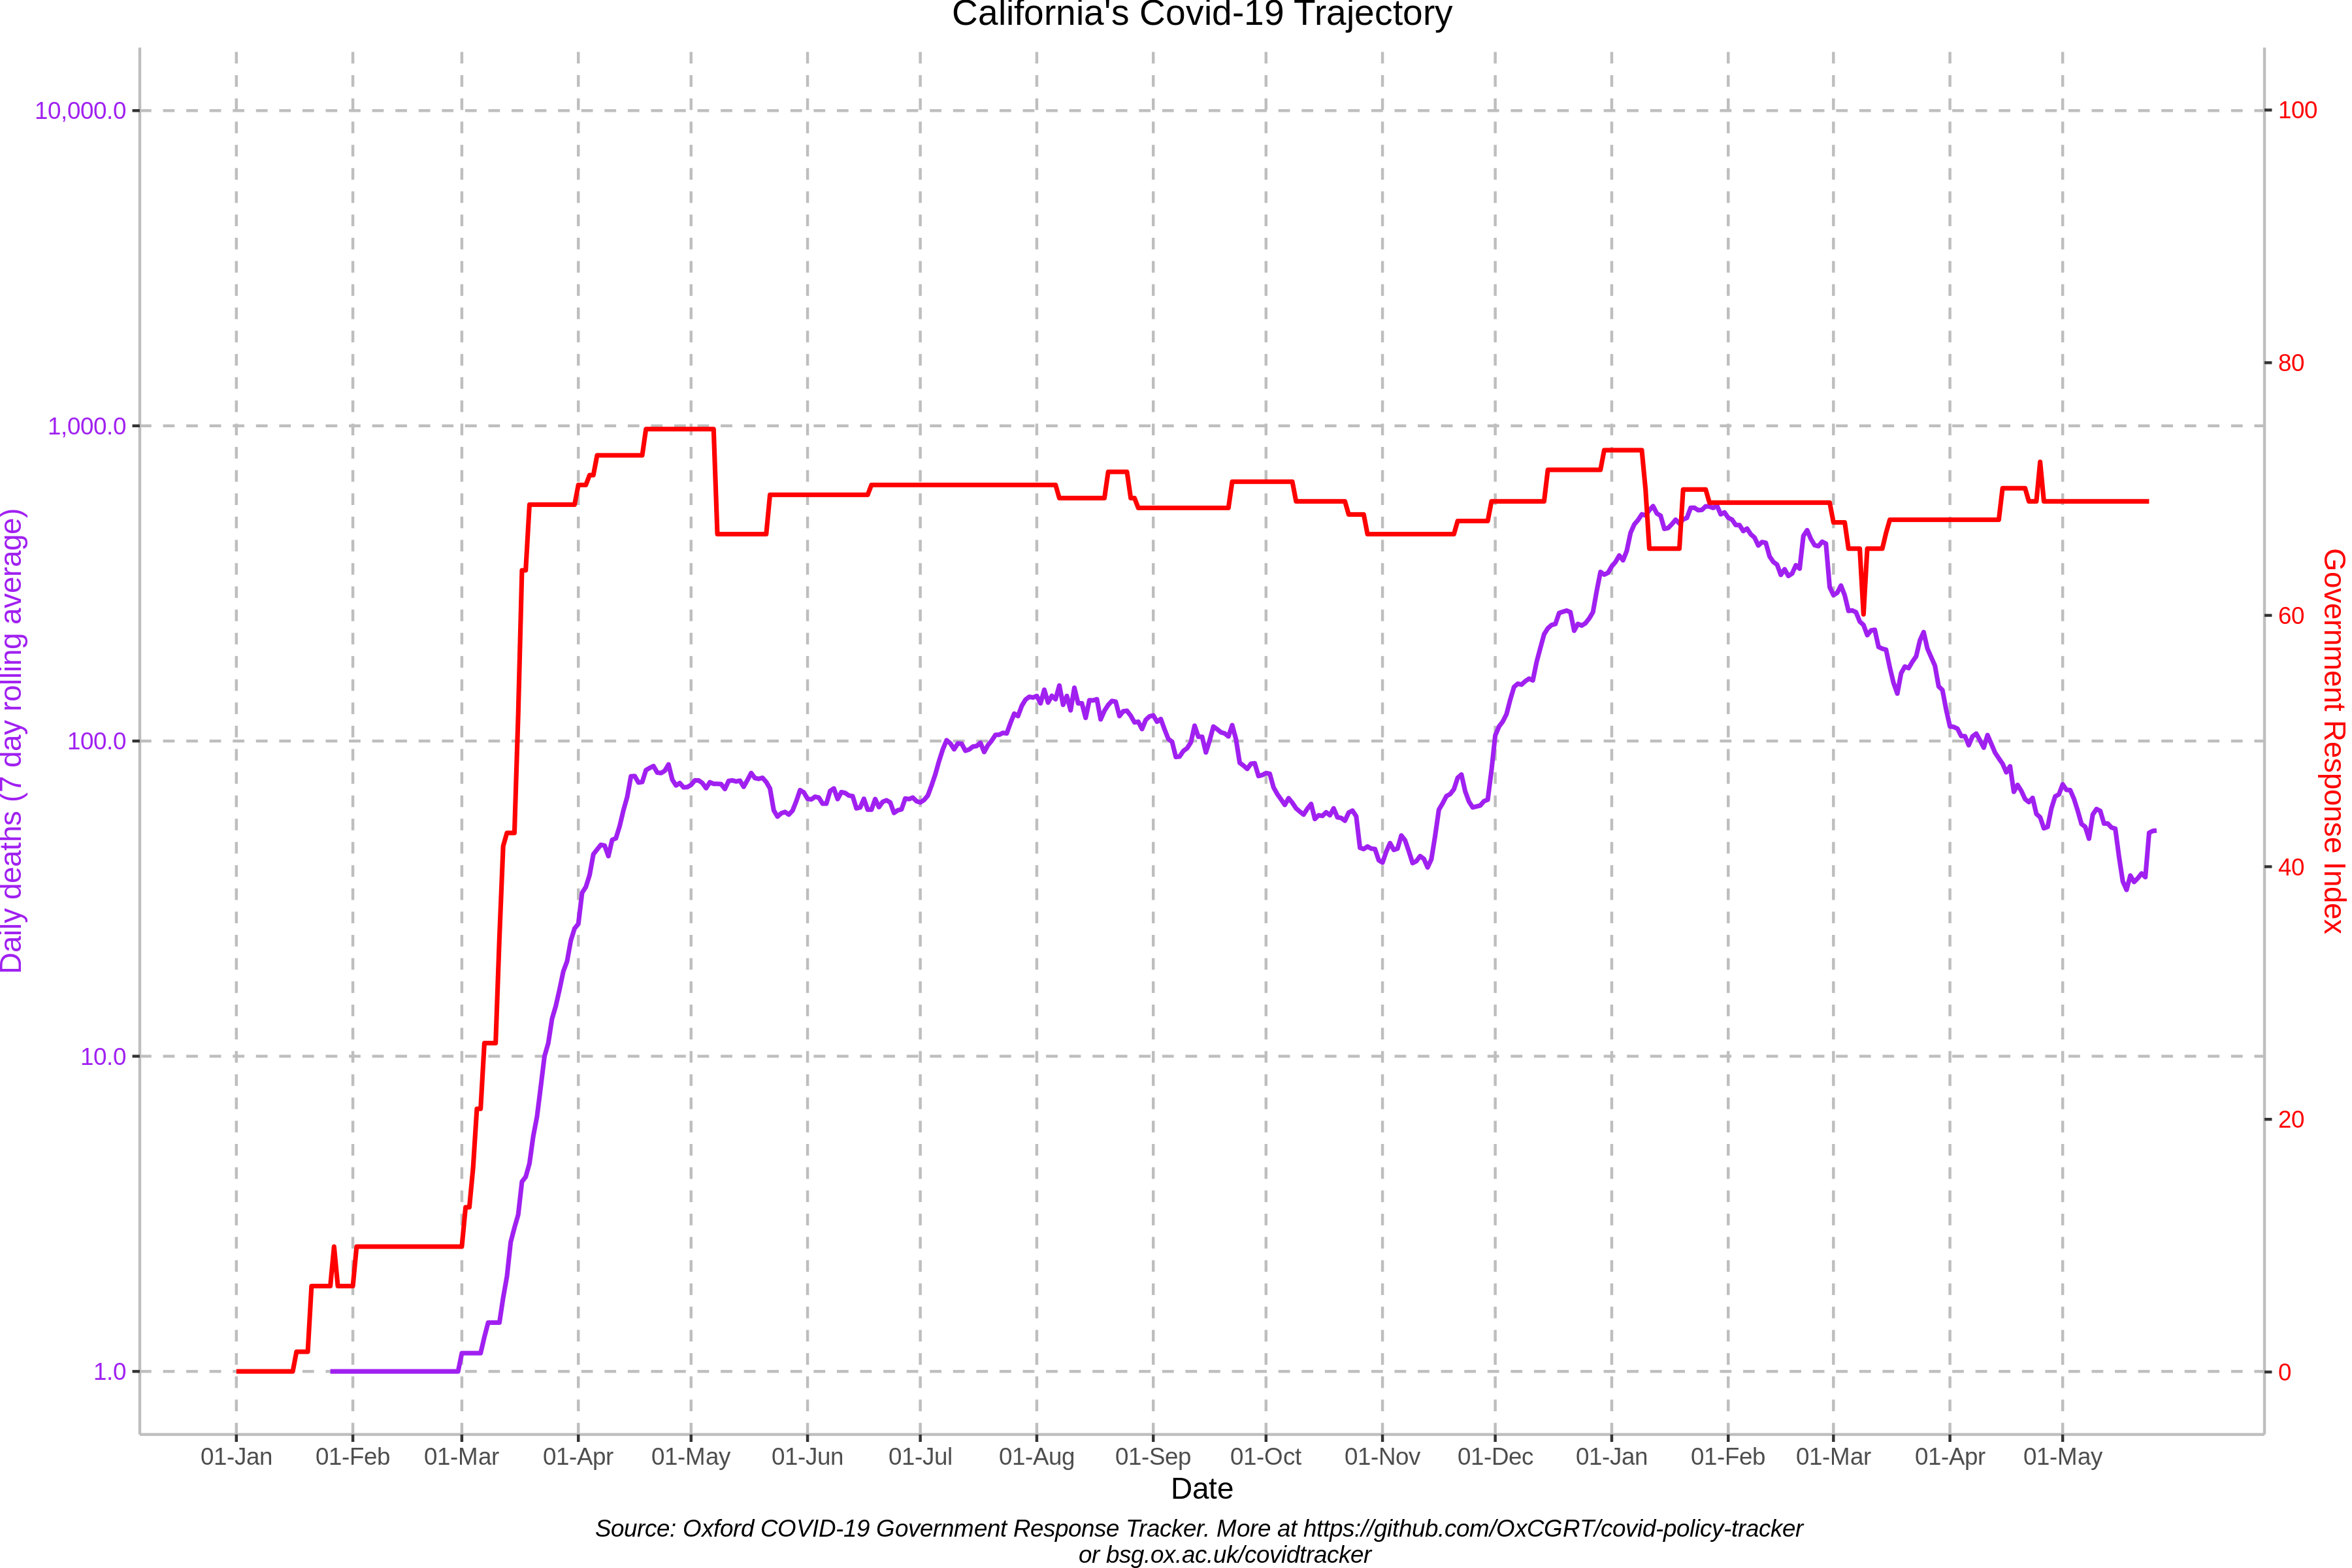 California's Covid-19 Trajectory
Daily deaths (7 day rolling average)
10,000.0
1,000.0
100.0
10.0
1.0
100
80
60
40
20
0
Government Response Index
01-Jan 01-Feb 01-Mar 01-Apr 01-May 01-Jun 01-Jul 01-Aug 01-Sep 01-Oct 01-Nov 01-Dec 01-Jan 01-Feb 01-Mar 01-Apr 01-May
Date
Source: Oxford COVID-19 Government Response Tracker. More at https://github.com/OxCGRT/covid-policy-tracker
or bsg.ox.ac.uk/covidtracker